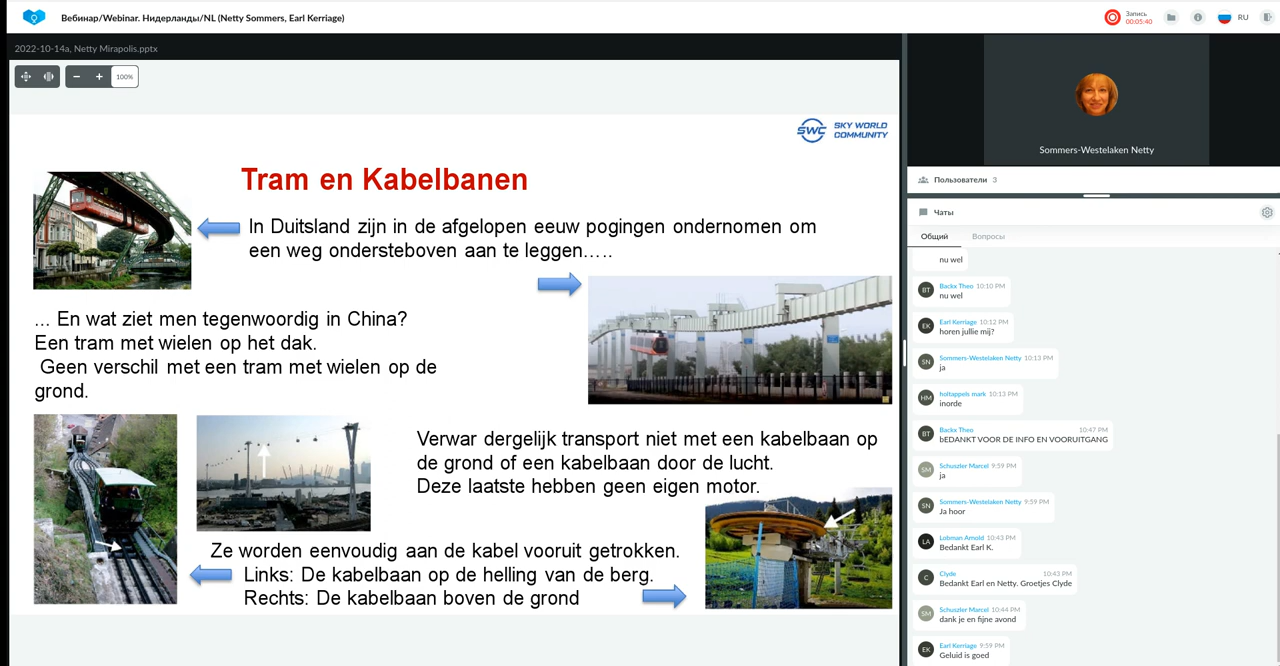 Вебинар/Webinar. Нидерланды/NL (Netty Sommers, Earl Kerriage)
Запись
00:05:40
RU
2022-10-14a, Netty Mirapolis.pptx
100%
SWC SKY WORLD
COMMUNITY
Tram en Kabelbanen
In Duitsland zijn in de afgelopen eeuw pogingen ondernomen om
een weg ondersteboven aan te leggen.….
... En wat ziet men tegenwoordig in China?
Een tram met wielen op het dak.
Geen verschil met een tram met wielen op de
grond.
Verwar dergelijk transport niet met een kabelbaan op
de grond of een kabelbaan door de lucht.
Deze laatste hebben geen eigen motor.
Ze worden eenvoudig aan de kabel vooruit getrokken.
Links: De kabelbaan op de helling van de berg.
Rechts: De kabelbaan boven de grond
Sommers-Westelaken Netty
Пользователи 3
Чаты
Общий Вопросы
nu wel
BT Backx Theo 10:10 PM
nu wel
EK Earl Kerriage 10:12 PM
horen jullie mij?
SN Sommers-Westelaken Netty 10:13 PM
ja
HM holtappels mark 10:13 PM
inorde
BT Backx Theo 10:47 PM
bEDANKT VOOR DE INFO EN VOORUITGANG
SM Schuszler Marcel 9:59 PM
ja
SN Sommers-Westelaken Netty 9:59 PM
Ja hoor
LA Lobman Arnold 10:43 PM
Bedankt Earl K.
C Clyde 10:43 PM
Bedankt Earl en Netty. Groetjes Clyde
SM Schuszler Marcel 10:44 PM
dank je en fijne avond
EK Earl Kerriage 9:59 PM
Geluid is goed